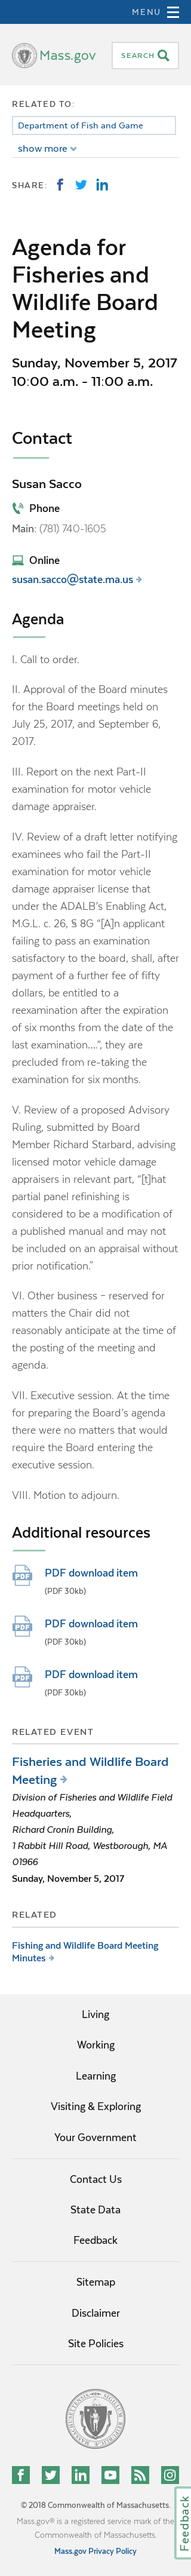 MENU
Mass.gov
SEARCH
RELATED TO:
Department of Fish and Game
show more
SHARE:
Agenda for
Fisheries and
Wildlife Board
Meeting
Sunday, November 5, 2017
10:00 a.m. - 11:00 a.m.
Contact
Susan Sacco
Phone
Main: (781) 740-1605
Online
susan.sacco@state.ma.us
Agenda
I. Call to order.
II. Approval of the Board minutes
for the Board meetings held on
July 25, 2017, and September 6,
2017.
III. Report on the next Part-II
examination for motor vehicle
damage appraiser.
IV. Review of a draft letter notifying
examinees who fail the Part-II
examination for motor vehicle
damage appraiser license that
under the ADALB's Enabling Act,
M.G.L. c. 26, § 8G "[A]n applicant
failing to pass an examination
satisfactory to the board, shall, after
payment of a further fee of fifty
dollars, be entitled to a
reexamination after the expiration
of six months from the date of the
last examination....", they are
precluded from re-taking the
examination for six months.
V. Review of a proposed Advisory
Ruling, submitted by Board
Member Richard Starbard, advising
licensed motor vehicle damage
appraisers in relevant part, "[t]hat
partial panel refinishing is
considered to be a modification of
a published manual and may not
be included on an appraisal without
prior negotiation."
VI. Other business – reserved for
matters the Chair did not
reasonably anticipate at the time of
the posting of the meeting and
agenda.
VII. Executive session. At the time
for preparing the Board's agenda
there were no matters that would
require the Board entering the
executive session.
VIII. Motion to adjourn.
Additional resources
PDF
PDF download item
(PDF 30kb)
PDF
PDF download item
(PDF 30kb)
PDF
PDF download item
(PDF 30kb)
RELATED EVENT
Fisheries and Wildlife Board
Meeting
Division of Fisheries and Wildlife Field
Headquarters,
Richard Cronin Building,
1 Rabbit Hill Road, Westborough, MA
01966
Sunday, November 5, 2017
RELATED
Fishing and Wildlife Board Meeting
Minutes
Living
Working
Learning
Visiting & Exploring
Your Government
Contact Us
State Data
Feedback
Sitemap
Disclaimer
Site Policies
Feedback
© 2018 Commonwealth of Massachusetts.
Mass.gov® is a registered service mark of the
Commonwealth of Massachusetts.
Mass.gov Privacy Policy